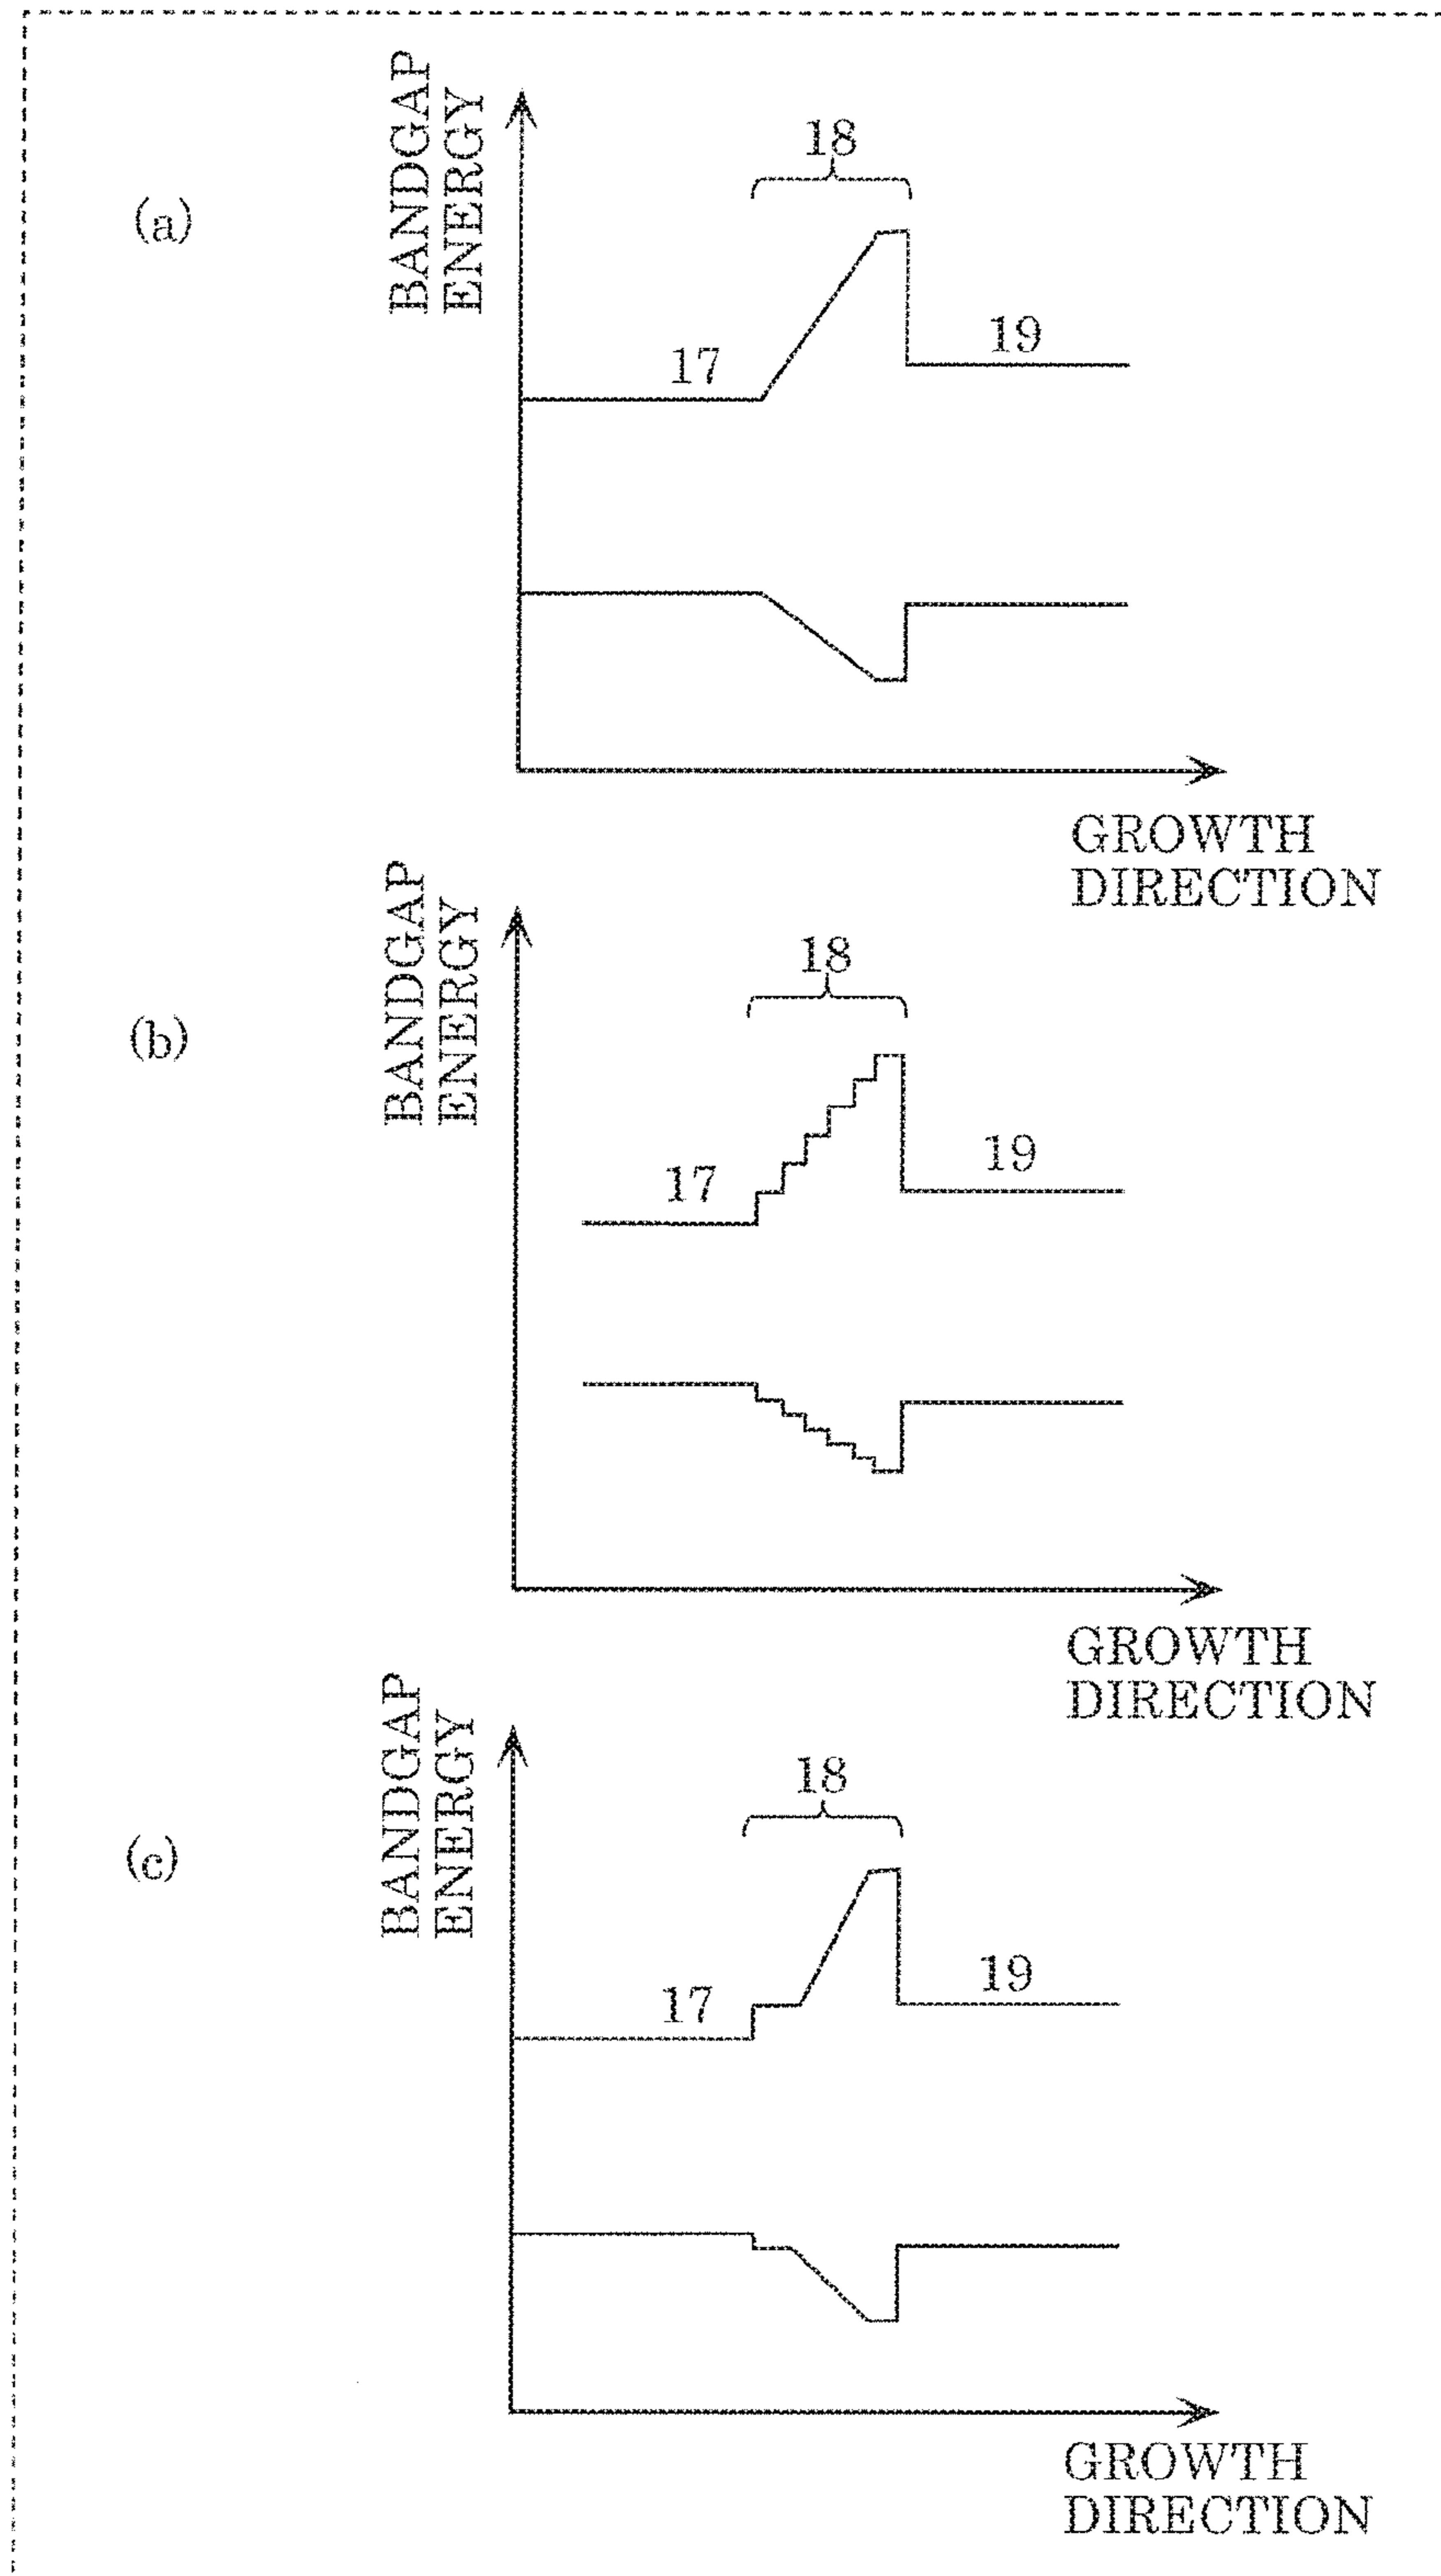 (a)
BANDGAP
ENERGY
18
17
19
GROWTH
DIRECTION
(b)
BANDGAP
ENERGY
18
17
19
GROWTH
DIRECTION
(c)
BANDGAP
ENERGY
18
17
19
GROWTH
DIRECTION